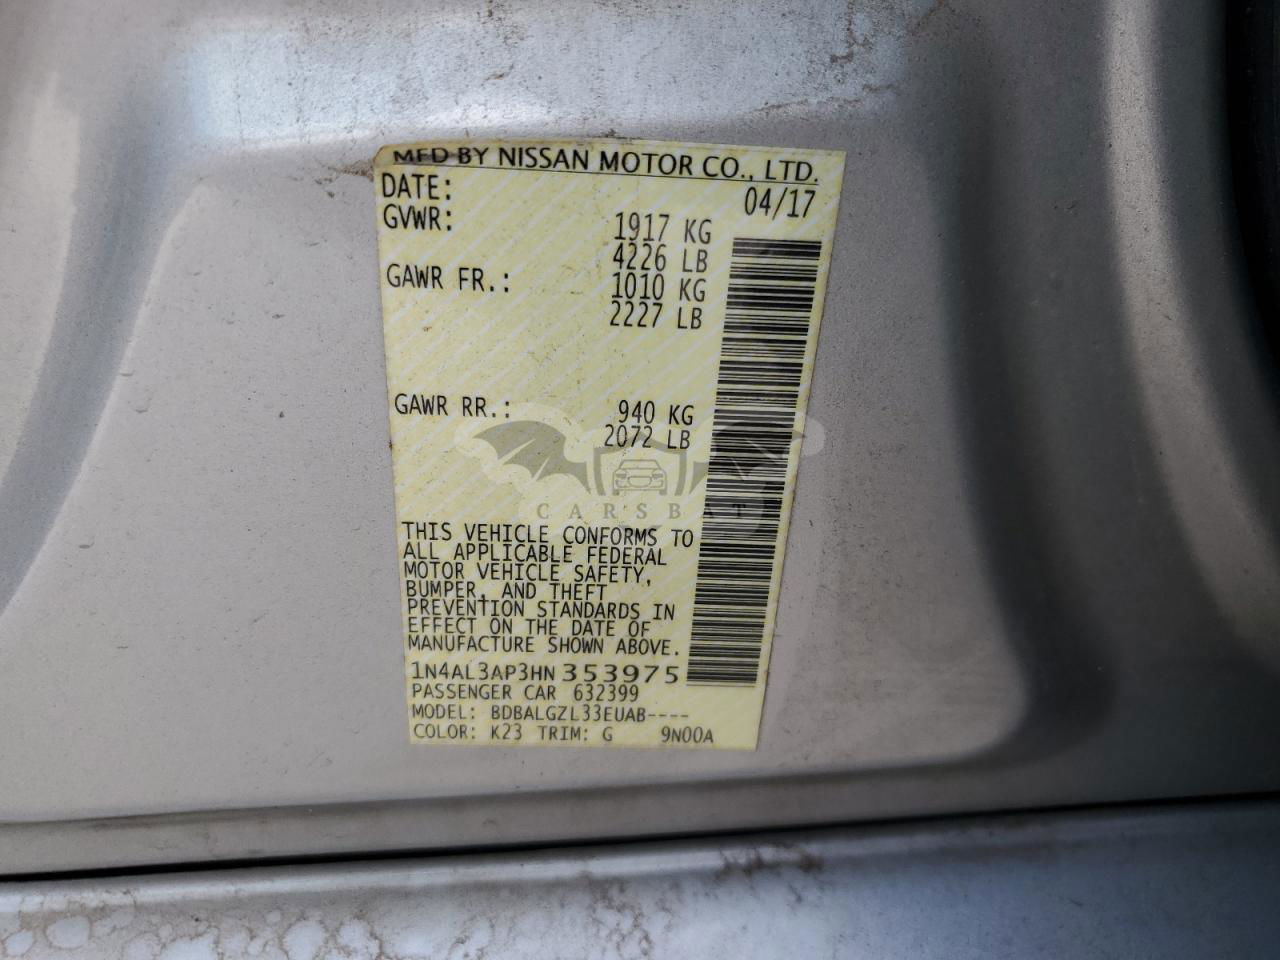 MFD BY NISSAN MOTOR CO., LTD.
DATE: 04/17
GVWR: 1917 KG
4226 LB
GAWR FR.: 1010 KG
2227 LB
GAWR RR.: 940 KG
2072 LB
CARSBAT
THIS VEHICLE CONFORMS TO
ALL APPLICABLE FEDERAL
MOTOR VEHICLE SAFETY,
BUMPER, AND THEFT
PREVENTION STANDARDS IN
EFFECT ON THE DATE OF
MANUFACTURE SHOWN ABOVE.
1N4AL3AP3HN353975
PASSENGER CAR 632399
MODEL: BDBALGZL33EUAB----
COLOR: K23 TRIM: G 9N00A